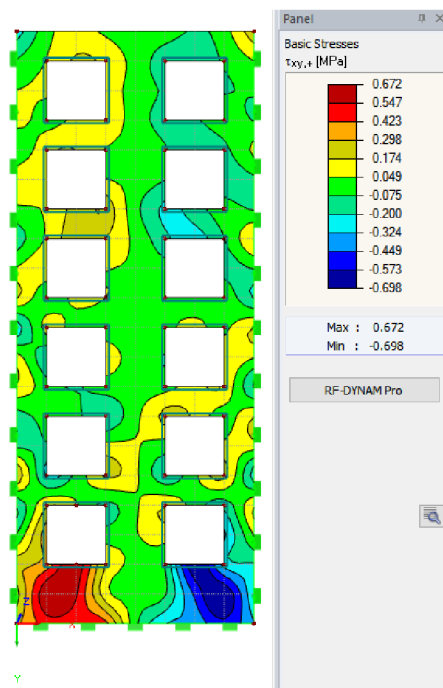 Panel
Basic Stresses
τxy,+ [MPa]
0.672
0.547
0.423
0.298
0.174
0.049
-0.075
-0.200
-0.324
-0.449
-0.573
-0.698
Max : 0.672
Min : -0.698
RF-DYNAM Pro
Z
X
Y